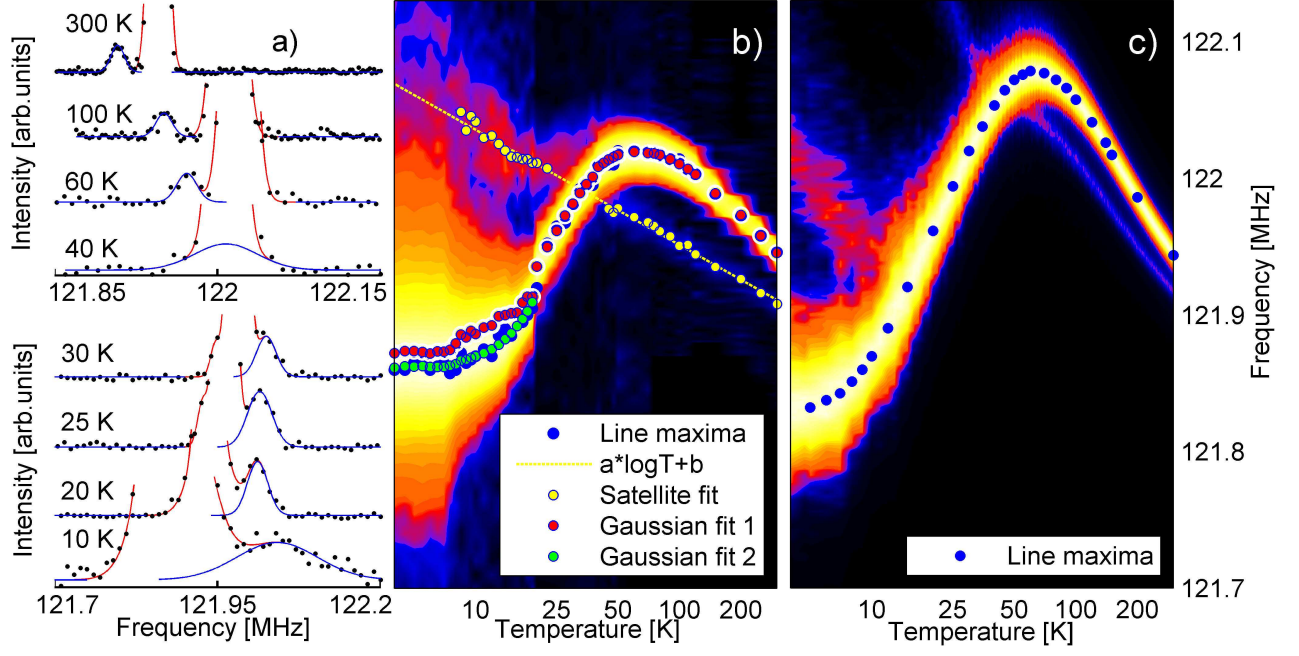 a)
Intensity [arb.units]
300 K
100 K
60 K
40 K
121.85 122 122.15
Intensity [arb.units]
30 K
25 K
20 K
10 K
121.7 121.95 122.2
Frequency [MHz]
b)
Line maxima
a*logT+b
Satellite fit
Gaussian fit 1
Gaussian fit 2
10 25 50 100 200
Temperature [K]
c)
Line maxima
10 25 50 100 200
Temperature [K]
122.1
122
121.9
121.8
121.7
Frequency [MHz]